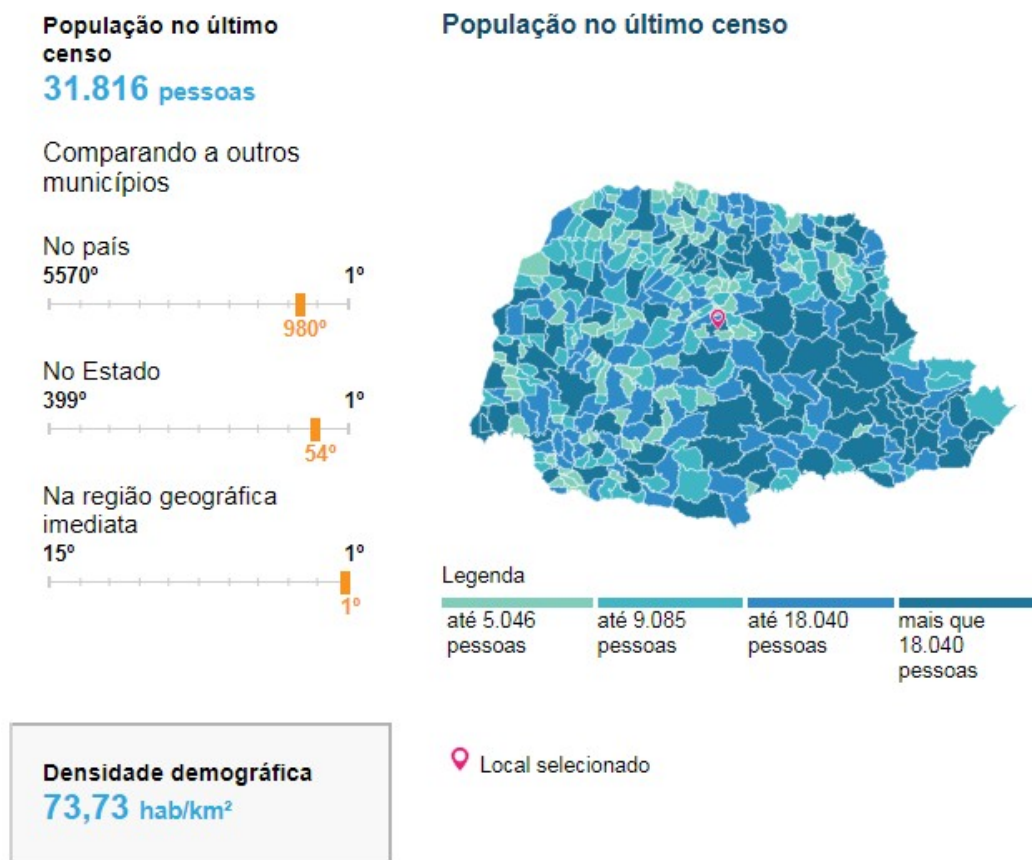 População no último
censo
31.816 pessoas
Comparando a outros
municípios
No país
5570º 1º
980º
No Estado
399º 1º
54º
Na região geográfica
imediata
15º 1º
1º
Densidade demográfica
73,73 hab/km²
População no último censo
Legenda
até 5.046
pessoas
até 9.085
pessoas
até 18.040
pessoas
mais que
18.040
pessoas
Local selecionado